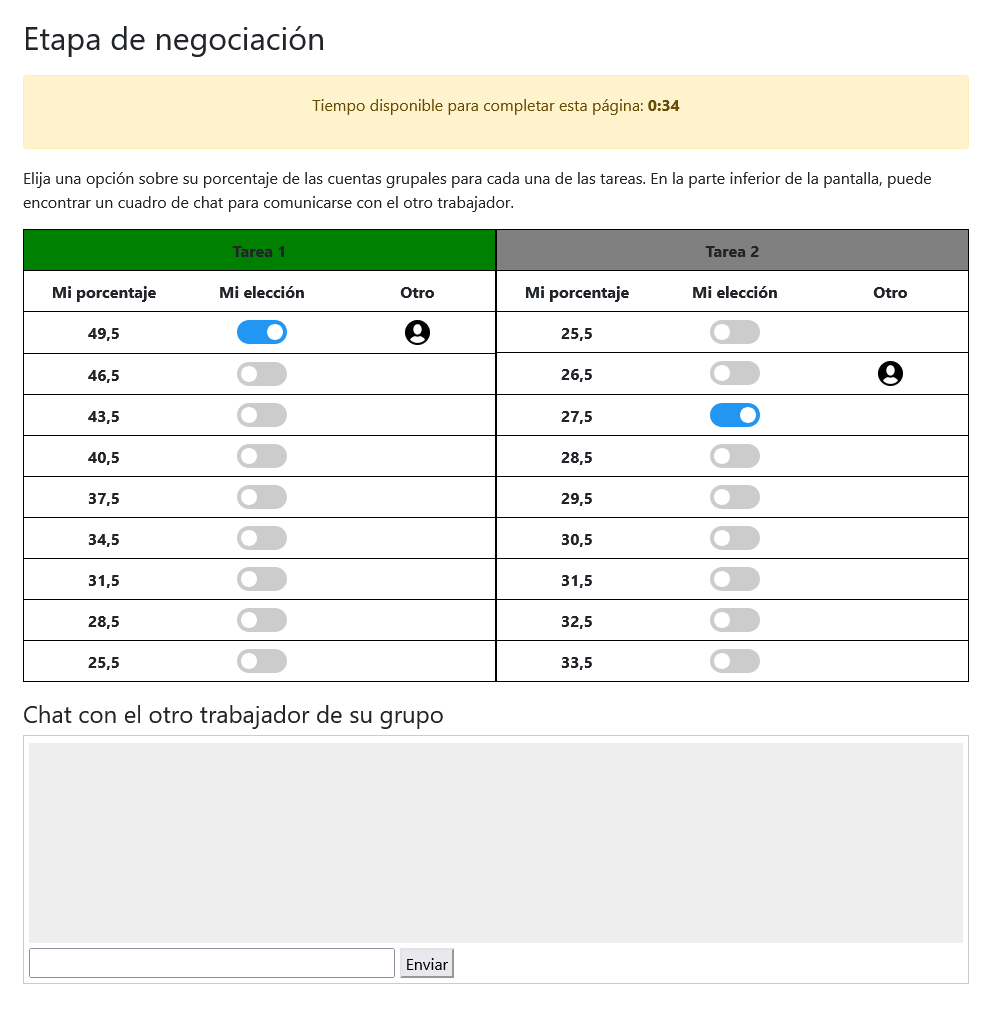 Etapa de negociación
Tiempo disponible para completar esta página: 0:34
Elija una opción sobre su porcentaje de las cuentas grupales para cada una de las tareas. En la parte inferior de la pantalla, puede
encontrar un cuadro de chat para comunicarse con el otro trabajador.
Tarea 1 Tarea 2
Mi porcentaje Mi elección Otro Mi porcentaje Mi elección Otro
49,5 25,5
46,5 26,5
43,5 27,5
40,5 28,5
37,5 29,5
34,5 30,5
31,5 31,5
28,5 32,5
25,5 33,5
Chat con el otro trabajador de su grupo
Enviar